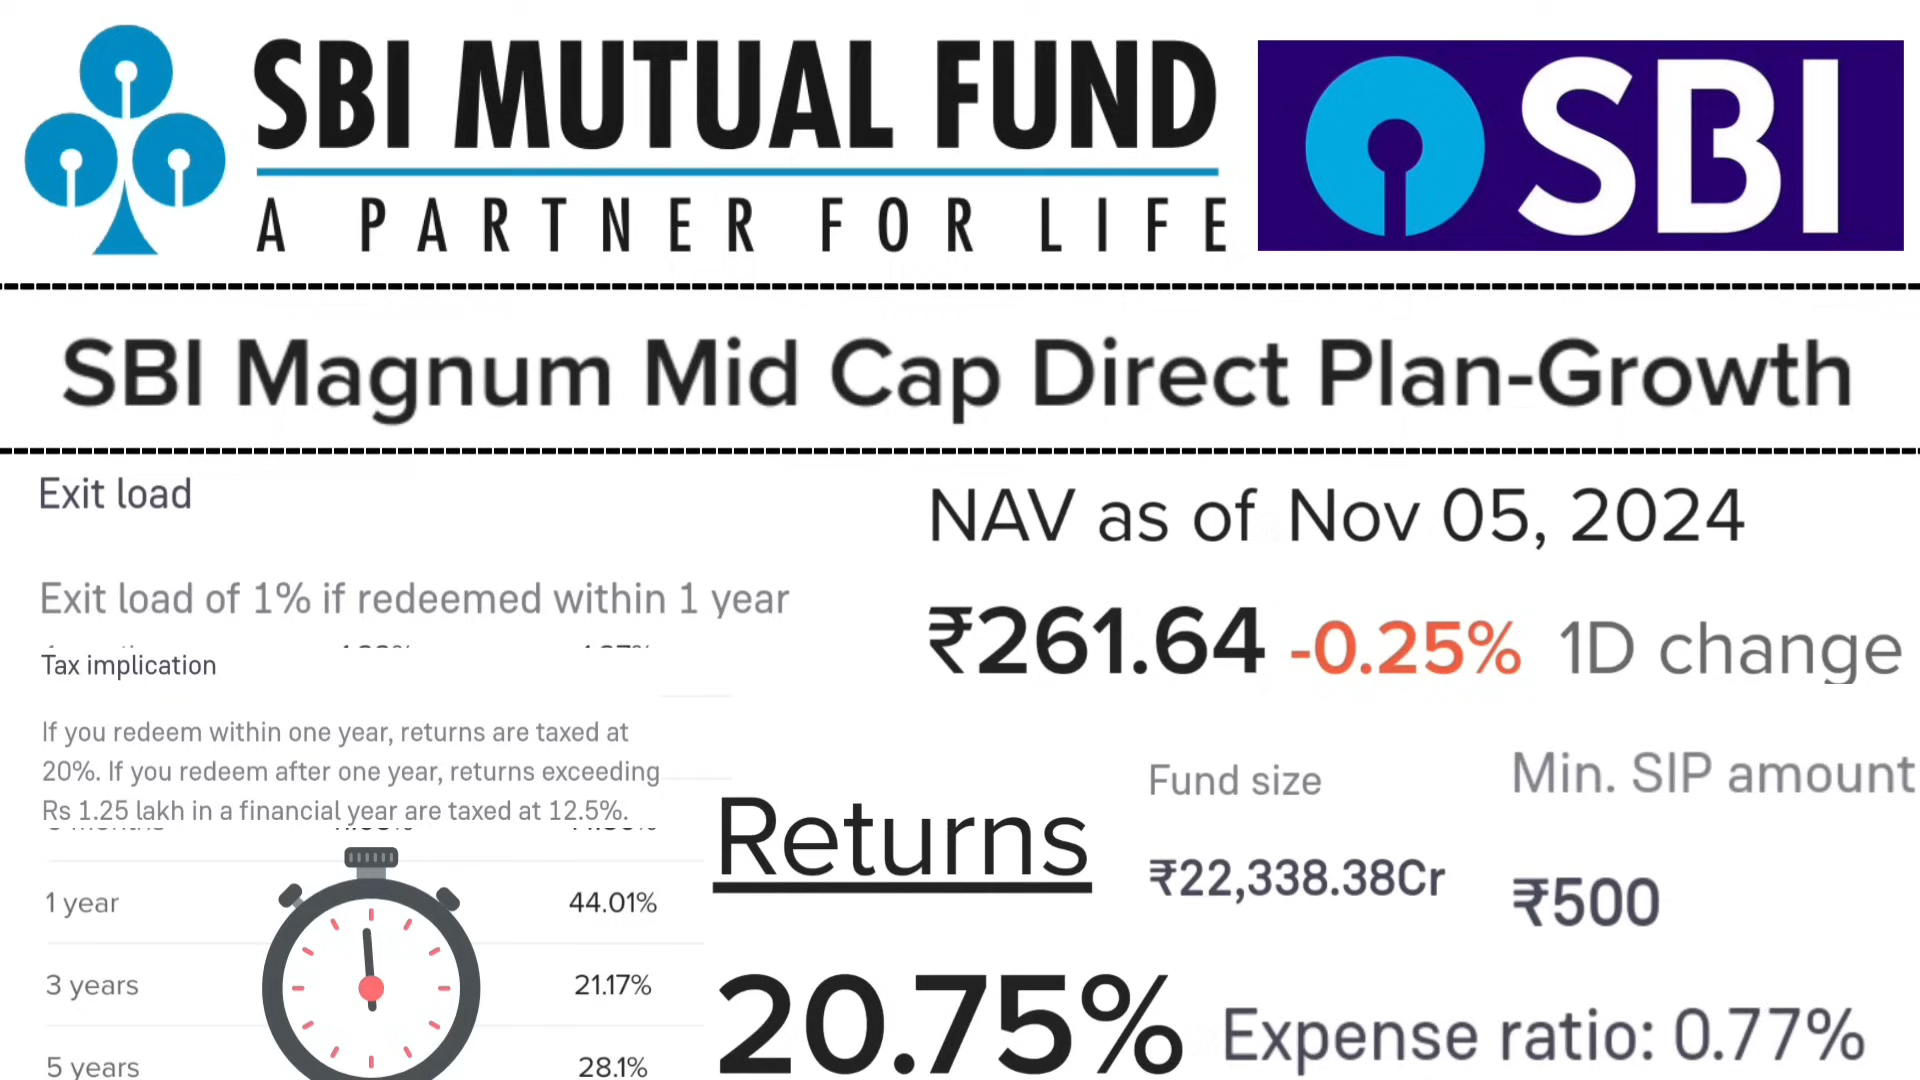 SBI MUTUAL FUND
A PARTNER FOR LIFE
SBI
SBI Magnum Mid Cap Direct Plan-Growth
Exit load
Exit load of 1% if redeemed within 1 year
Tax implication
If you redeem within one year, returns are taxed at
20%. If you redeem after one year, returns exceeding
Rs 1.25 lakh in a financial year are taxed at 12.5%.
1 year 44.01%
3 years 21.17%
5 years 28.1%
NAV as of Nov 05, 2024
₹261.64 -0.25% 1D change
Returns
20.75%
Fund size
₹22,338.38Cr
Min. SIP amount
₹500
Expense ratio: 0.77%